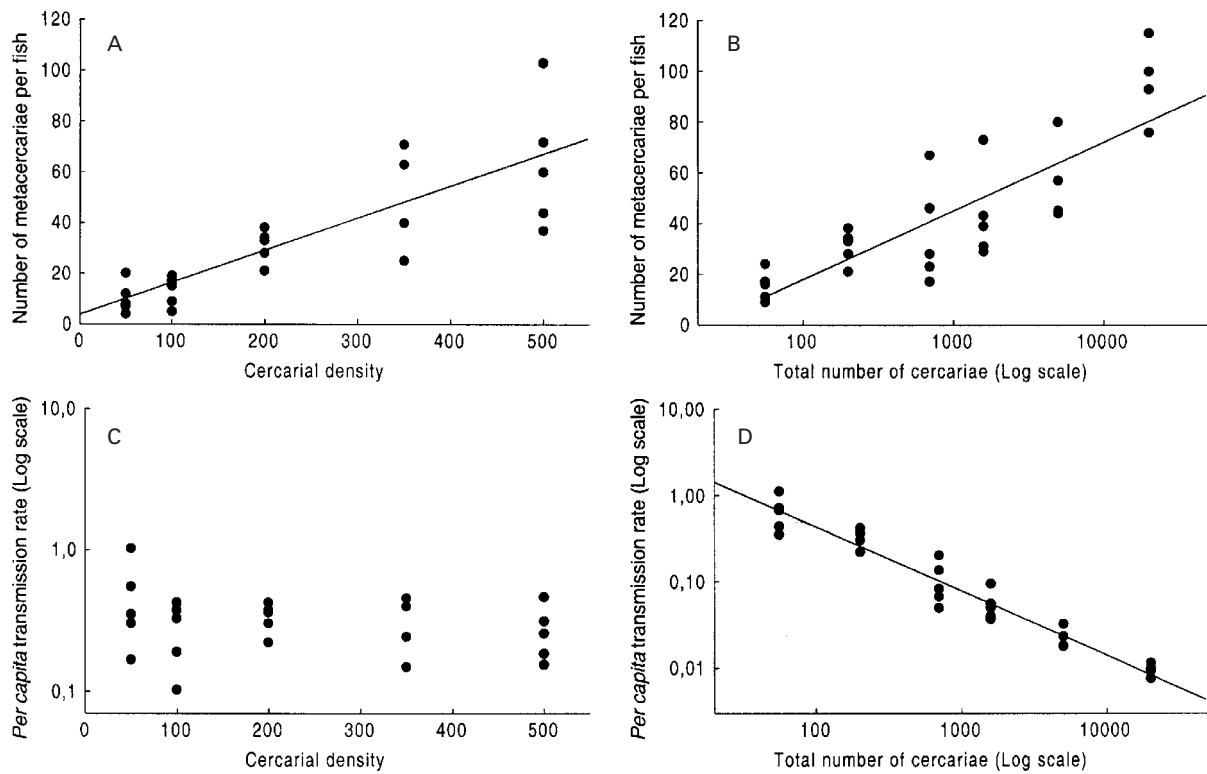 A
Number of metacercariae per fish
120
100
80
60
40
20
0
0 100 200 300 400 500
Cercarial density
B
Number of metacercariae per fish
120
100
80
60
40
20
0
100 1000 10000
Total number of cercariae (Log scale)
C
Per capita transmission rate (Log scale)
10,0
1,0
0,1
0 100 200 300 400 500
Cercarial density
D
Per capita transmission rate (Log scale)
10,00
1,00
0,10
0,01
100 1000 10000
Total number of cercariae (Log scale)